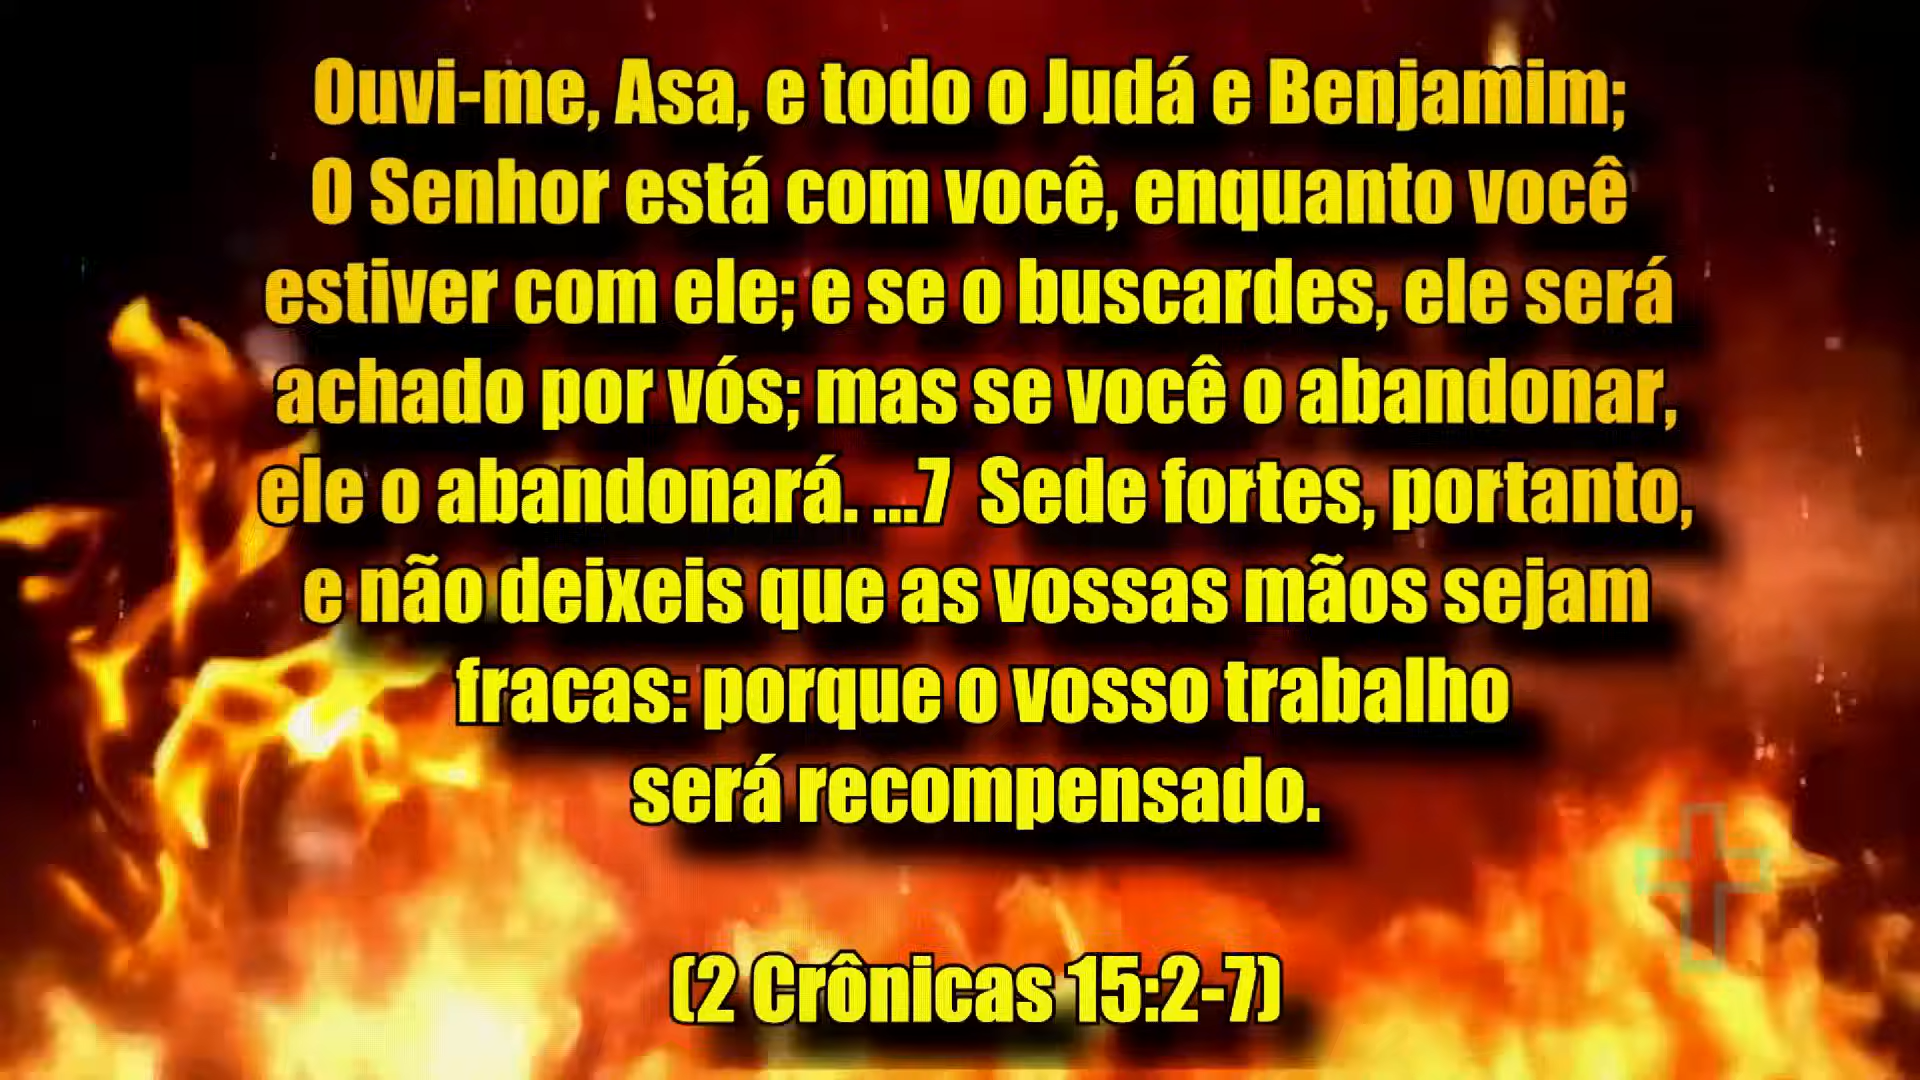 Ouvi-me, Asa, e todo o Judá e Benjamim;
O Senhor está com você, enquanto você
estiver com ele; e se o buscardes, ele será
achado por vós; mas se você o abandonar,
ele o abandonará. ...7 Sede fortes, portanto,
e não deixeis que as vossas mãos sejam
fracas: porque o vosso trabalho
será recompensado.
(2 Crônicas 15:2-7)